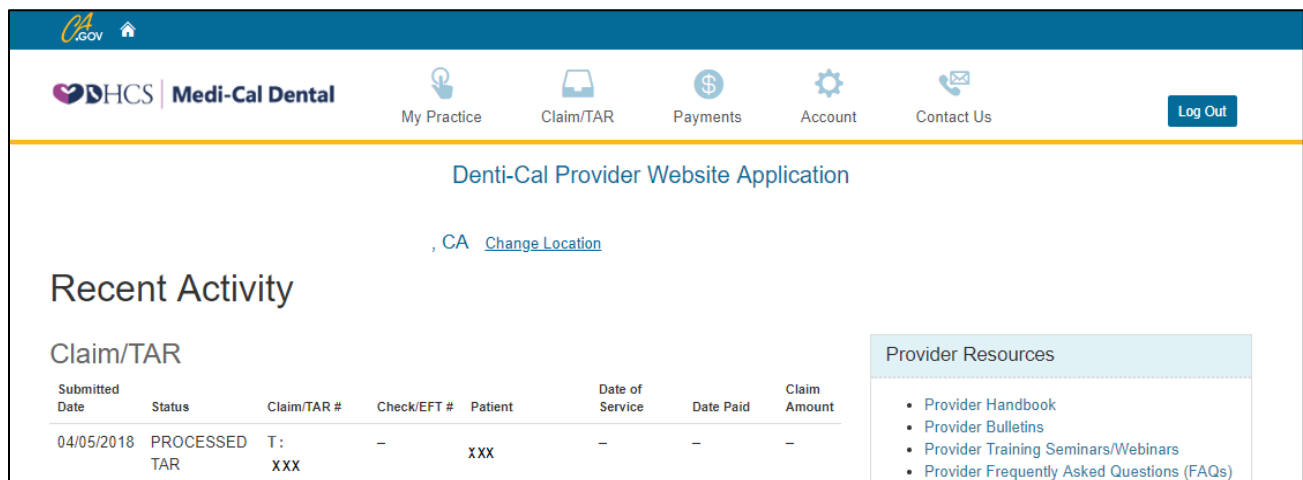 CA.GOV
DHCS | Medi-Cal Dental
My Practice Claim/TAR Payments Account Contact Us
Log Out
Denti-Cal Provider Website Application
, CA Change Location
Recent Activity
Claim/TAR
Submitted Date Status Claim/TAR # Check/EFT # Patient Date of Service Date Paid Claim Amount
04/05/2018 PROCESSED TAR T: XXX – XXX – – –
Provider Resources
• Provider Handbook
• Provider Bulletins
• Provider Training Seminars/Webinars
• Provider Frequently Asked Questions (FAQs)